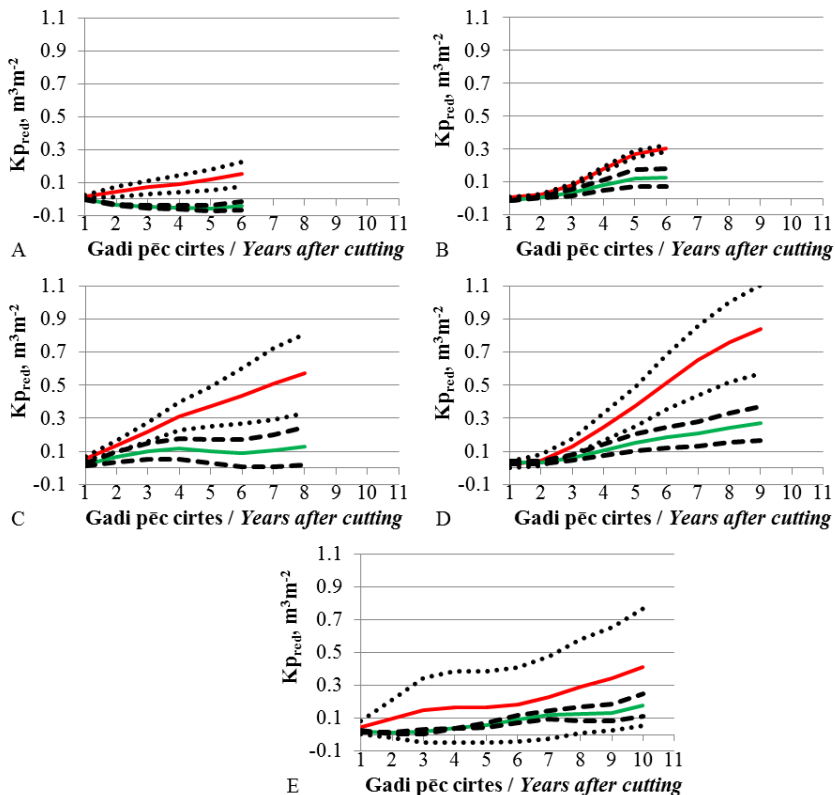 1.1 1.1
0.9 0.9
0.7 0.7
0.5 0.5
0.3 0.3
0.1 0.1
-0.1 -0.1
Kp_red, m³m⁻² Kp_red, m³m⁻²
1 2 3 4 5 6 7 8 9 10 11 1 2 3 4 5 6 7 8 9 10 11
A Gadi pēc cirtes / Years after cutting B Gadi pēc cirtes / Years after cutting
1.1 1.1
0.9 0.9
0.7 0.7
0.5 0.5
0.3 0.3
0.1 0.1
-0.1 -0.1
Kp_red, m³m⁻² Kp_red, m³m⁻²
1 2 3 4 5 6 7 8 9 10 11 1 2 3 4 5 6 7 8 9 10 11
C Gadi pēc cirtes / Years after cutting D Gadi pēc cirtes / Years after cutting
1.1
0.9
0.7
0.5
0.3
0.1
-0.1
Kp_red, m³m⁻²
1 2 3 4 5 6 7 8 9 10 11
E Gadi pēc cirtes / Years after cutting